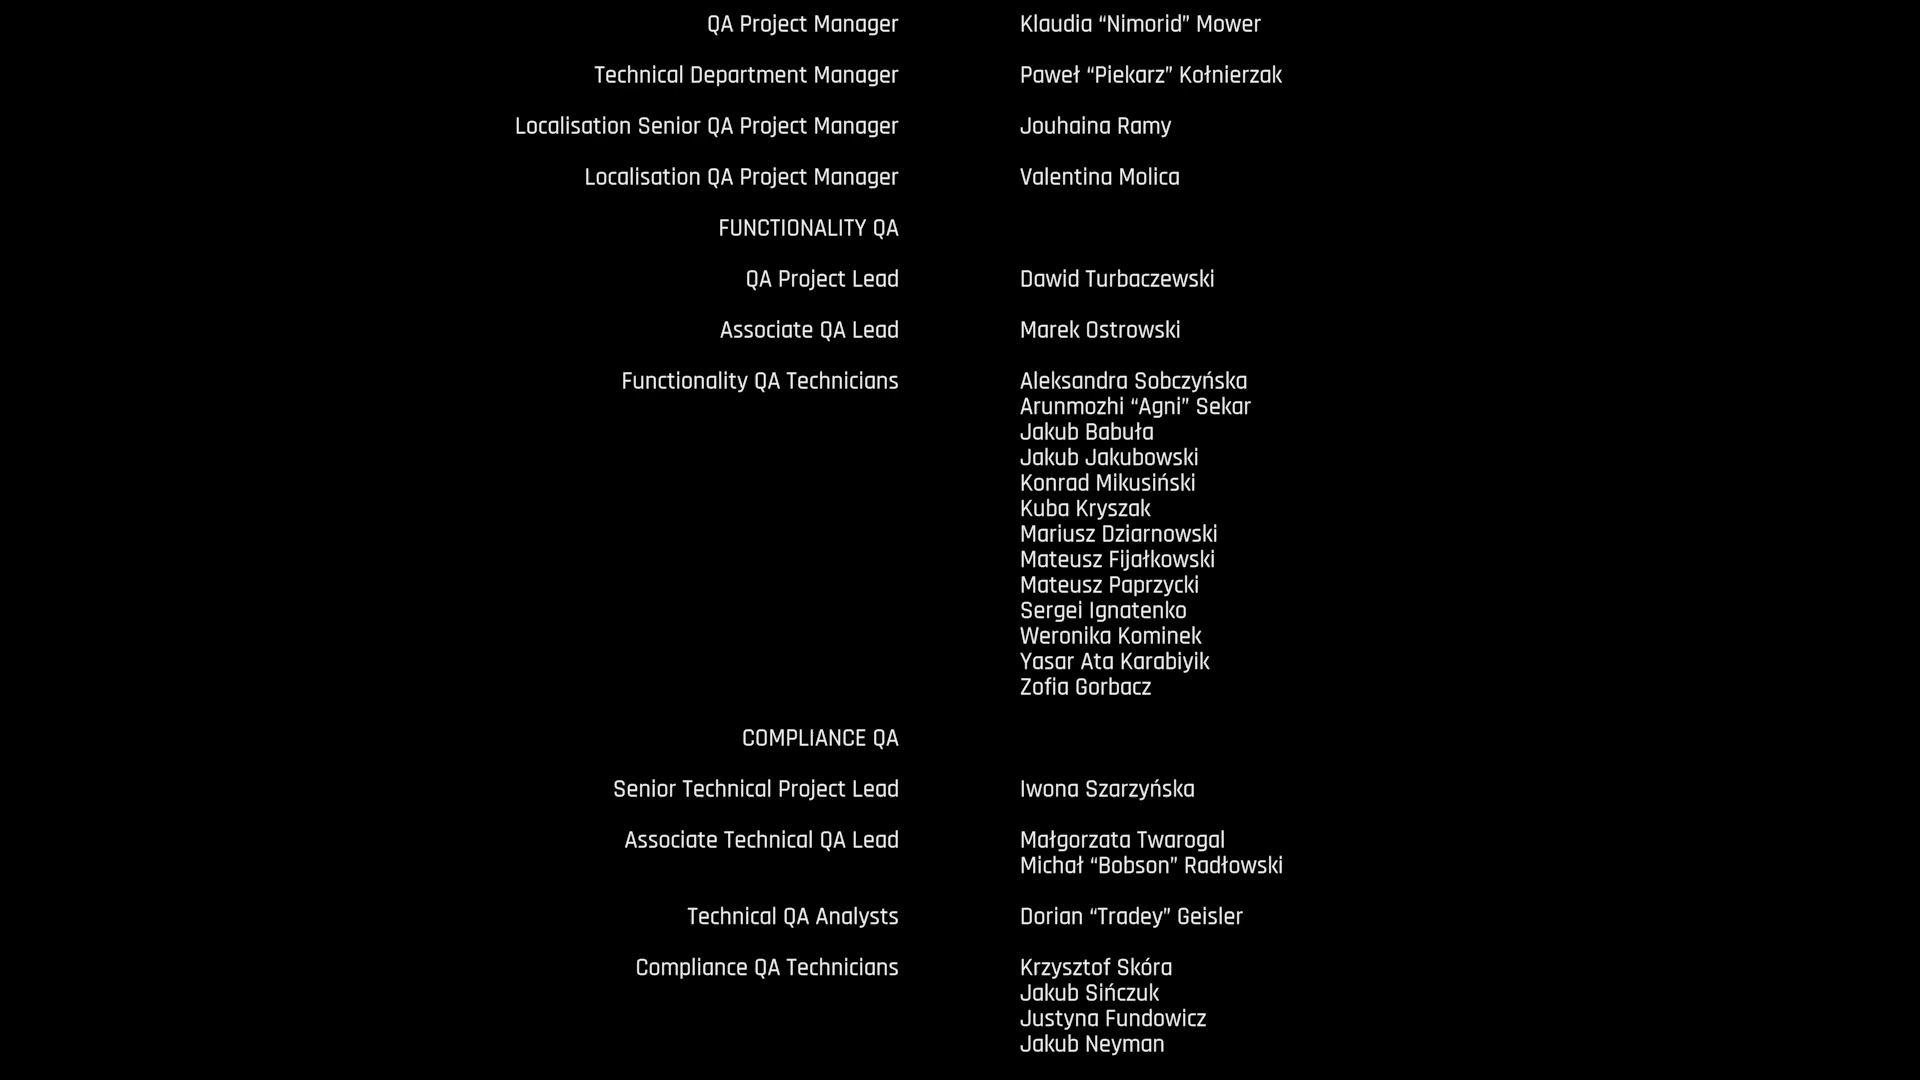 QA Project Manager Klaudia “Nimorid” Mower
Technical Department Manager Paweł “Piekarz” Kołnierzak
Localisation Senior QA Project Manager Jouhaina Ramy
Localisation QA Project Manager Valentina Molica
FUNCTIONALITY QA
QA Project Lead Dawid Turbaczewski
Associate QA Lead Marek Ostrowski
Functionality QA Technicians Aleksandra Sobczyńska
Arunmozhi “Agni” Sekar
Jakub Babuła
Jakub Jakubowski
Konrad Mikusiński
Kuba Kryszak
Mariusz Dziarnowski
Mateusz Fijałkowski
Mateusz Paprzycki
Sergei Ignatenko
Weronika Kominek
Yasar Ata Karabiyik
Zofia Gorbacz
COMPLIANCE QA
Senior Technical Project Lead Iwona Szarzyńska
Associate Technical QA Lead Małgorzata Twarogal
Michał “Bobson” Radłowski
Technical QA Analysts Dorian “Tradey” Geisler
Compliance QA Technicians Krzysztof Skóra
Jakub Sińczuk
Justyna Fundowicz
Jakub Neyman